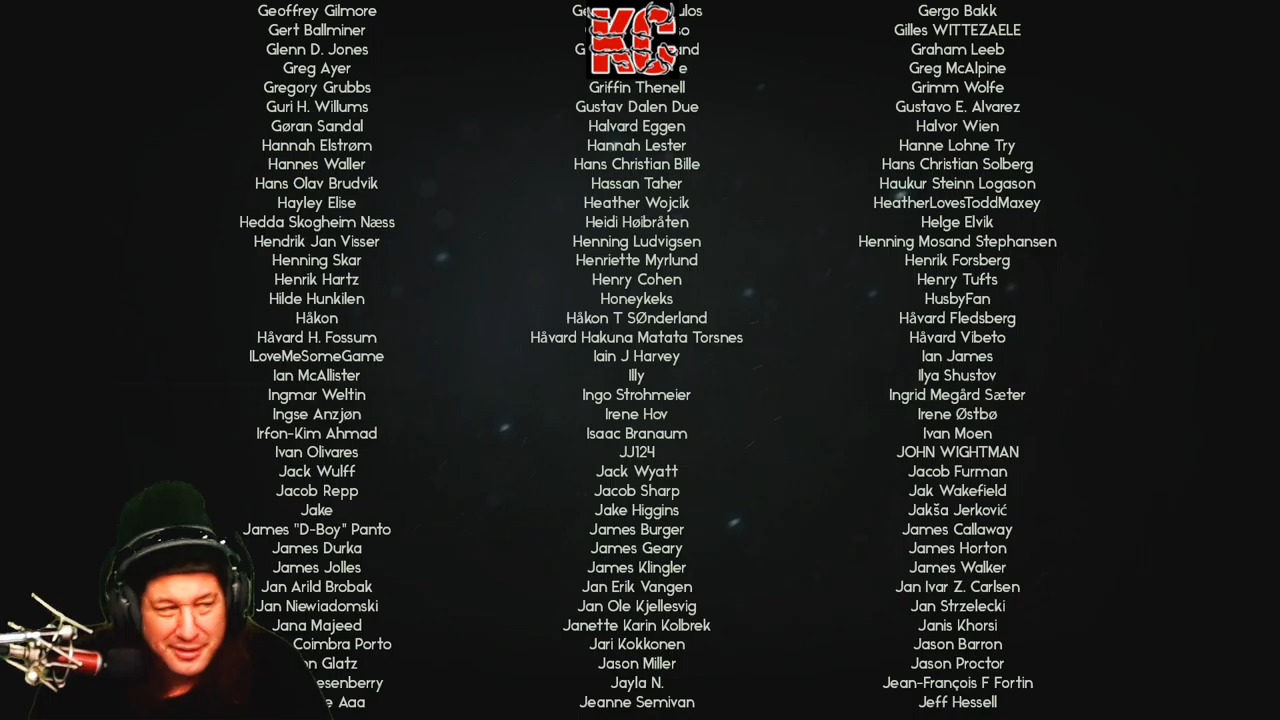 Geoffrey Gilmore KC Gergo Bakk
Gert Ballminer Gilles WITTEZAELE
Glenn D. Jones Graham Leeb
Greg Ayer Greg McAlpine
Gregory Grubbs Griffin Thenell Grimm Wolfe
Guri H. Willums Gustav Dalen Due Gustavo E. Alvarez
Gøran Sandal Halvard Eggen Halvor Wien
Hannah Elstrøm Hannah Lester Hanne Lohne Try
Hannes Waller Hans Christian Bille Hans Christian Solberg
Hans Olav Brudvik Hassan Taher Haukur Steinn Logason
Hayley Elise Heather Wojcik HeatherLovesToddMaxey
Hedda Skogheim Næss Heidi Høibråten Helge Elvik
Hendrik Jan Visser Henning Ludvigsen Henning Mosand Stephansen
Henning Skar Henriette Myrlund Henrik Forsberg
Henrik Hartz Henry Cohen Henry Tufts
Hilde Hunkilen Honeykeks HusbyFan
Håkon Håkon T SØnderland Håvard Fledsberg
Håvard H. Fossum Håvard Hakuna Matata Torsnes Håvard Vibeto
ILoveMeSomeGame Iain J Harvey Ian James
Ian McAllister Illy Ilya Shustov
Ingmar Weltin Ingo Strohmeier Ingrid Megård Sæter
Ingse Anzjøn Irene Hov Irene Østbø
Irfon-Kim Ahmad Isaac Branaum Ivan Moen
Ivan Olivares JJ124 JOHN WIGHTMAN
Jack Wulff Jack Wyatt Jacob Furman
Jacob Repp Jacob Sharp Jak Wakefield
Jake Jake Higgins Jakša Jerković
James "D-Boy" Panto James Burger James Callaway
James Durka James Geary James Horton
James Jolles James Klingler James Walker
Jan Arild Brobak Jan Erik Vangen Jan Ivar Z. Carlsen
Jan Niewiadomski Jan Ole Kjellesvig Jan Strzelecki
Jana Majeed Janette Karin Kolbrek Janis Khorsi
Coimbra Porto Jari Kokkonen Jason Barron
Glatz Jason Miller Jason Proctor
Jayla N. Jean-François F Fortin
Aaa Jeanne Semivan Jeff Hessell